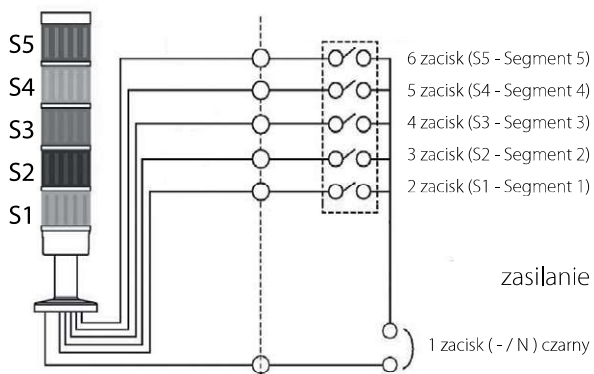 S5
S4
S3
S2
S1
6 zacisk (S5 - Segment 5)
5 zacisk (S4 - Segment 4)
4 zacisk (S3 - Segment 3)
3 zacisk (S2 - Segment 2)
2 zacisk (S1 - Segment 1)
zasilanie
1 zacisk ( - / N ) czarny